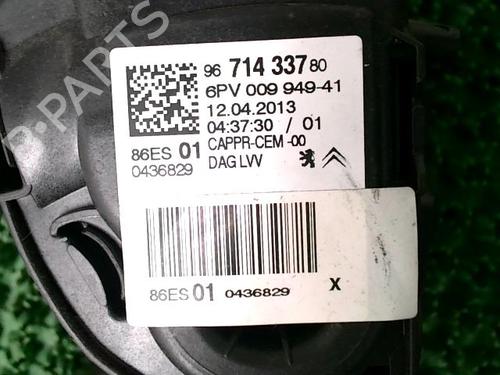 96 714 337 80
6PV 009 949-41
12.04.2013
04:37:30 / 01
86ES 01 CAPPR-CEM-00
0436829 DAG LVV
86ES 01 0436829 X
B-PARTS